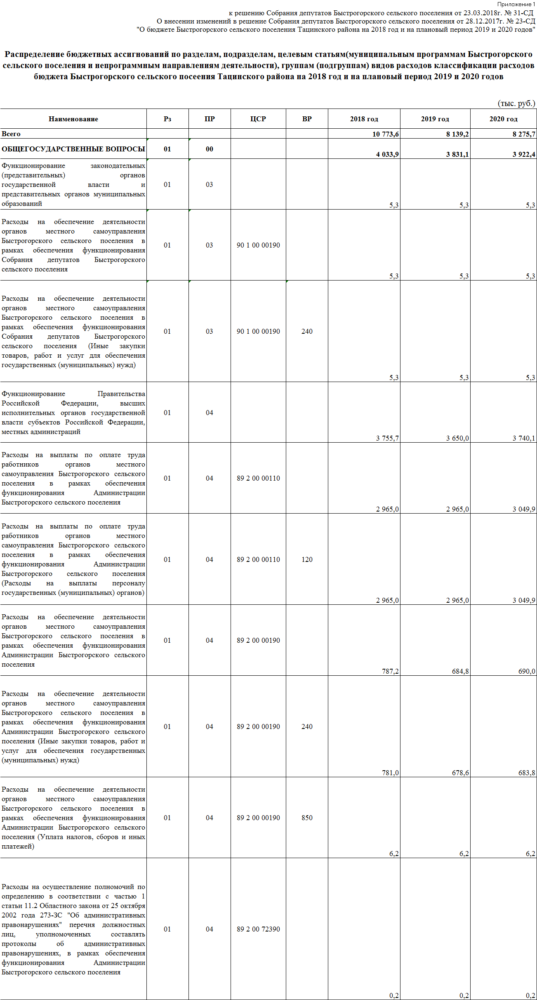 Приложение 1
к решению Собрания депутатов Быстрогорского сельского поселения от 23.03.2018г. № 31-СД
О внесении изменений в решение Собрания депутатов Быстрогорского сельского поселения от 28.12.2017г. № 23-СД
"О бюджете Быстрогорского сельского поселения Тацинского района на 2018 год и на плановый период 2019 и 2020 годов"
Распределение бюджетных ассигнований по разделам, подразделам, целевым статьям(муниципальным программам Быстрогорского
сельского поселения и непрограммным направлениям деятельности), группам (подгруппам) видов расходов классификации расходов
бюджета Быстрогорского сельского посеения Тацинского района на 2018 год и на плановый период 2019 и 2020 годов
(тыс. руб.)
Наименование Рз ПР ЦСР ВР 2018 год 2019 год 2020 год
Всего 10 773,6 8 139,2 8 275,7
ОБЩЕГОСУДАРСТВЕННЫЕ ВОПРОСЫ 01 00 4 033,9 3 831,1 3 922,4
Функционирование законодательных
(представительных) органов
государственной власти и
представительных органов муниципальных
образований
01 03 5,3 5,3 5,3
Расходы на обеспечение деятельности
органов местного самоуправления
Быстрогорского сельского поселения в
рамках обеспечения функционирования
Собрания депутатов Быстрогорского
сельского поселения
01 03 90 1 00 00190 5,3 5,3 5,3
Расходы на обеспечение деятельности
органов местного самоуправления
Быстрогорского сельского поселения в
рамках обеспечения функционирования
Собрания депутатов Быстрогорского
сельского поселения (Иные закупки
товаров, работ и услуг для обеспечения
государственных (муниципальных) нужд)
01 03 90 1 00 00190 240 5,3 5,3 5,3
Функционирование Правительства
Российской Федерации, высших
исполнительных органов государственной
власти субъектов Российской Федерации,
местных администраций
01 04 3 755,7 3 650,0 3 740,1
Расходы на выплаты по оплате труда
работников органов местного
самоуправления Быстрогорского сельского
поселения в рамках обеспечения
функционирования Администрации
Быстрогорского сельского поселения
01 04 89 2 00 00110 2 965,0 2 965,0 3 049,9
Расходы на выплаты по оплате труда
работников органов местного
самоуправления Быстрогорского сельского
поселения в рамках обеспечения
функционирования Администрации
Быстрогорского сельского поселения
(Расходы на выплаты персоналу
государственных (муниципальных) органов)
01 04 89 2 00 00110 120 2 965,0 2 965,0 3 049,9
Расходы на обеспечение деятельности
органов местного самоуправления
Быстрогорского сельского поселения в
рамках обеспечения функционирования
Администрации Быстрогорского сельского
поселения
01 04 89 2 00 00190 787,2 684,8 690,0
Расходы на обеспечение деятельности
органов местного самоуправления
Быстрогорского сельского поселения в
рамках обеспечения функционирования
Администрации Быстрогорского сельского
поселения (Иные закупки товаров, работ и
услуг для обеспечения государственных
(муниципальных) нужд)
01 04 89 2 00 00190 240 781,0 678,6 683,8
Расходы на обеспечение деятельности
органов местного самоуправления
Быстрогорского сельского поселения в
рамках обеспечения функционирования
Администрации Быстрогорского сельского
поселения (Уплата налогов, сборов и иных
платежей)
01 04 89 2 00 00190 850 6,2 6,2 6,2
Расходы на осуществление полномочий по
определению в соответствии с частью 1
статьи 11.2 Областного закона от 25 октября
2002 года 273-ЗС "Об административных
правонарушениях" перечня должностных
лиц, уполномоченных составлять
протоколы об административных
правонарушениях, в рамках обеспечения
функционирования Администрации
Быстрогорского сельского поселения
01 04 89 2 00 72390 0,2 0,2 0,2